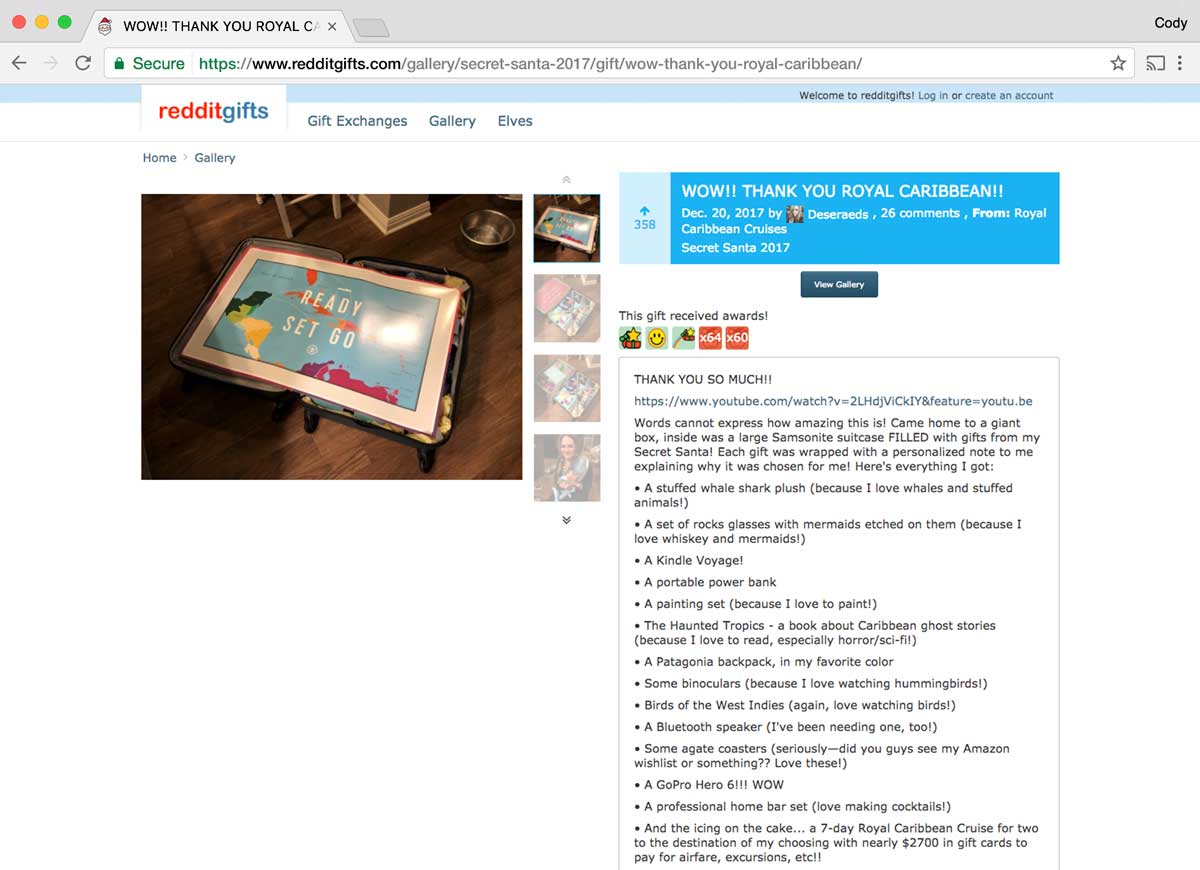 WOW!! THANK YOU ROYAL CA
Cody
Secure
https://www.redditgifts.com/gallery/secret-santa-2017/gift/wow-thank-you-royal-caribbean/
Welcome to redditgifts! Log in or create an account
redditgifts
Gift Exchanges Gallery Elves
Home > Gallery
READY
SET GO
358
WOW!! THANK YOU ROYAL CARIBBEAN!!
Dec. 20, 2017 by Deseraeds , 26 comments , From: Royal
Caribbean Cruises
Secret Santa 2017
View Gallery
This gift received awards!
x64 x60
THANK YOU SO MUCH!!
https://www.youtube.com/watch?v=2LHdjViCkIY&feature=youtu.be
Words cannot express how amazing this is! Came home to a giant
box, inside was a large Samsonite suitcase FILLED with gifts from my
Secret Santa! Each gift was wrapped with a personalized note to me
explaining why it was chosen for me! Here's everything I got:
• A stuffed whale shark plush (because I love whales and stuffed
animals!)
• A set of rocks glasses with mermaids etched on them (because I
love whiskey and mermaids!)
• A Kindle Voyage!
• A portable power bank
• A painting set (because I love to paint!)
• The Haunted Tropics - a book about Caribbean ghost stories
(because I love to read, especially horror/sci-fi!)
• A Patagonia backpack, in my favorite color
• Some binoculars (because I love watching hummingbirds!)
• Birds of the West Indies (again, love watching birds!)
• A Bluetooth speaker (I've been needing one, too!)
• Some agate coasters (seriously—did you guys see my Amazon
wishlist or something?? Love these!)
• A GoPro Hero 6!!! WOW
• A professional home bar set (love making cocktails!)
• And the icing on the cake... a 7-day Royal Caribbean Cruise for two
to the destination of my choosing with nearly $2700 in gift cards to
pay for airfare, excursions, etc!!